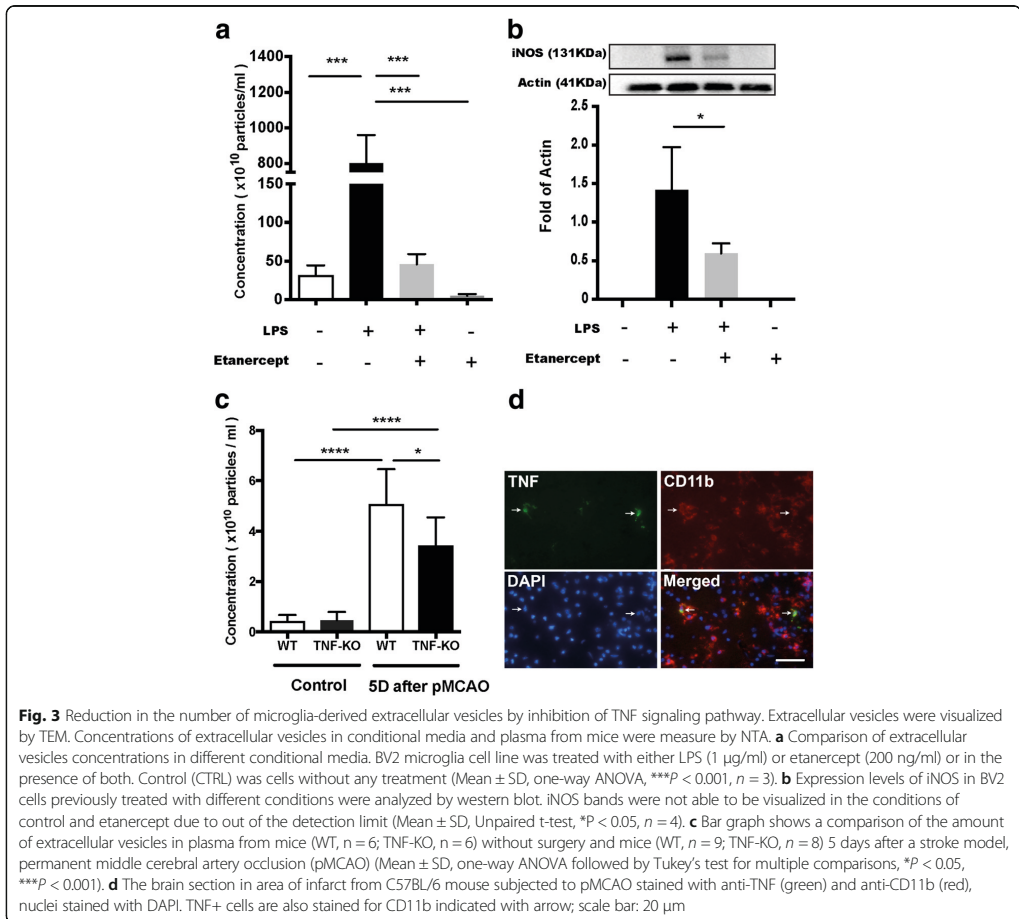 a
Concentration ( x10¹⁰ particles/ml)
1400
1200
1000
800
150
100
50
0
***
***
***
LPS - + + -
Etanercept - - + +
b
iNOS (131KDa)
Actin (41KDa)
Fold of Actin
2.5
2.0
1.5
1.0
0.5
0
*
LPS - + + -
Etanercept - - + +
c
Concentration ( x10¹⁰ particles / ml )
8
6
4
2
0
****
****
*
WT TNF-KO WT TNF-KO
Control 5D after pMCAO
d
TNF CD11b
DAPI Merged
Fig. 3 Reduction in the number of microglia-derived extracellular vesicles by inhibition of TNF signaling pathway. Extracellular vesicles were visualized
by TEM. Concentrations of extracellular vesicles in conditional media and plasma from mice were measure by NTA. a Comparison of extracellular
vesicles concentrations in different conditional media. BV2 microglia cell line was treated with either LPS (1 μg/ml) or etanercept (200 ng/ml) or in the
presence of both. Control (CTRL) was cells without any treatment (Mean ± SD, one-way ANOVA, ***P < 0.001, n = 3). b Expression levels of iNOS in BV2
cells previously treated with different conditions were analyzed by western blot. iNOS bands were not able to be visualized in the conditions of
control and etanercept due to out of the detection limit (Mean ± SD, Unpaired t-test, *P < 0.05, n = 4). c Bar graph shows a comparison of the amount
of extracellular vesicles in plasma from mice (WT, n = 6; TNF-KO, n = 6) without surgery and mice (WT, n = 9; TNF-KO, n = 8) 5 days after a stroke model,
permanent middle cerebral artery occlusion (pMCAO) (Mean ± SD, one-way ANOVA followed by Tukey's test for multiple comparisons, *P < 0.05,
***P < 0.001). d The brain section in area of infarct from C57BL/6 mouse subjected to pMCAO stained with anti-TNF (green) and anti-CD11b (red),
nuclei stained with DAPI. TNF+ cells are also stained for CD11b indicated with arrow; scale bar: 20 μm